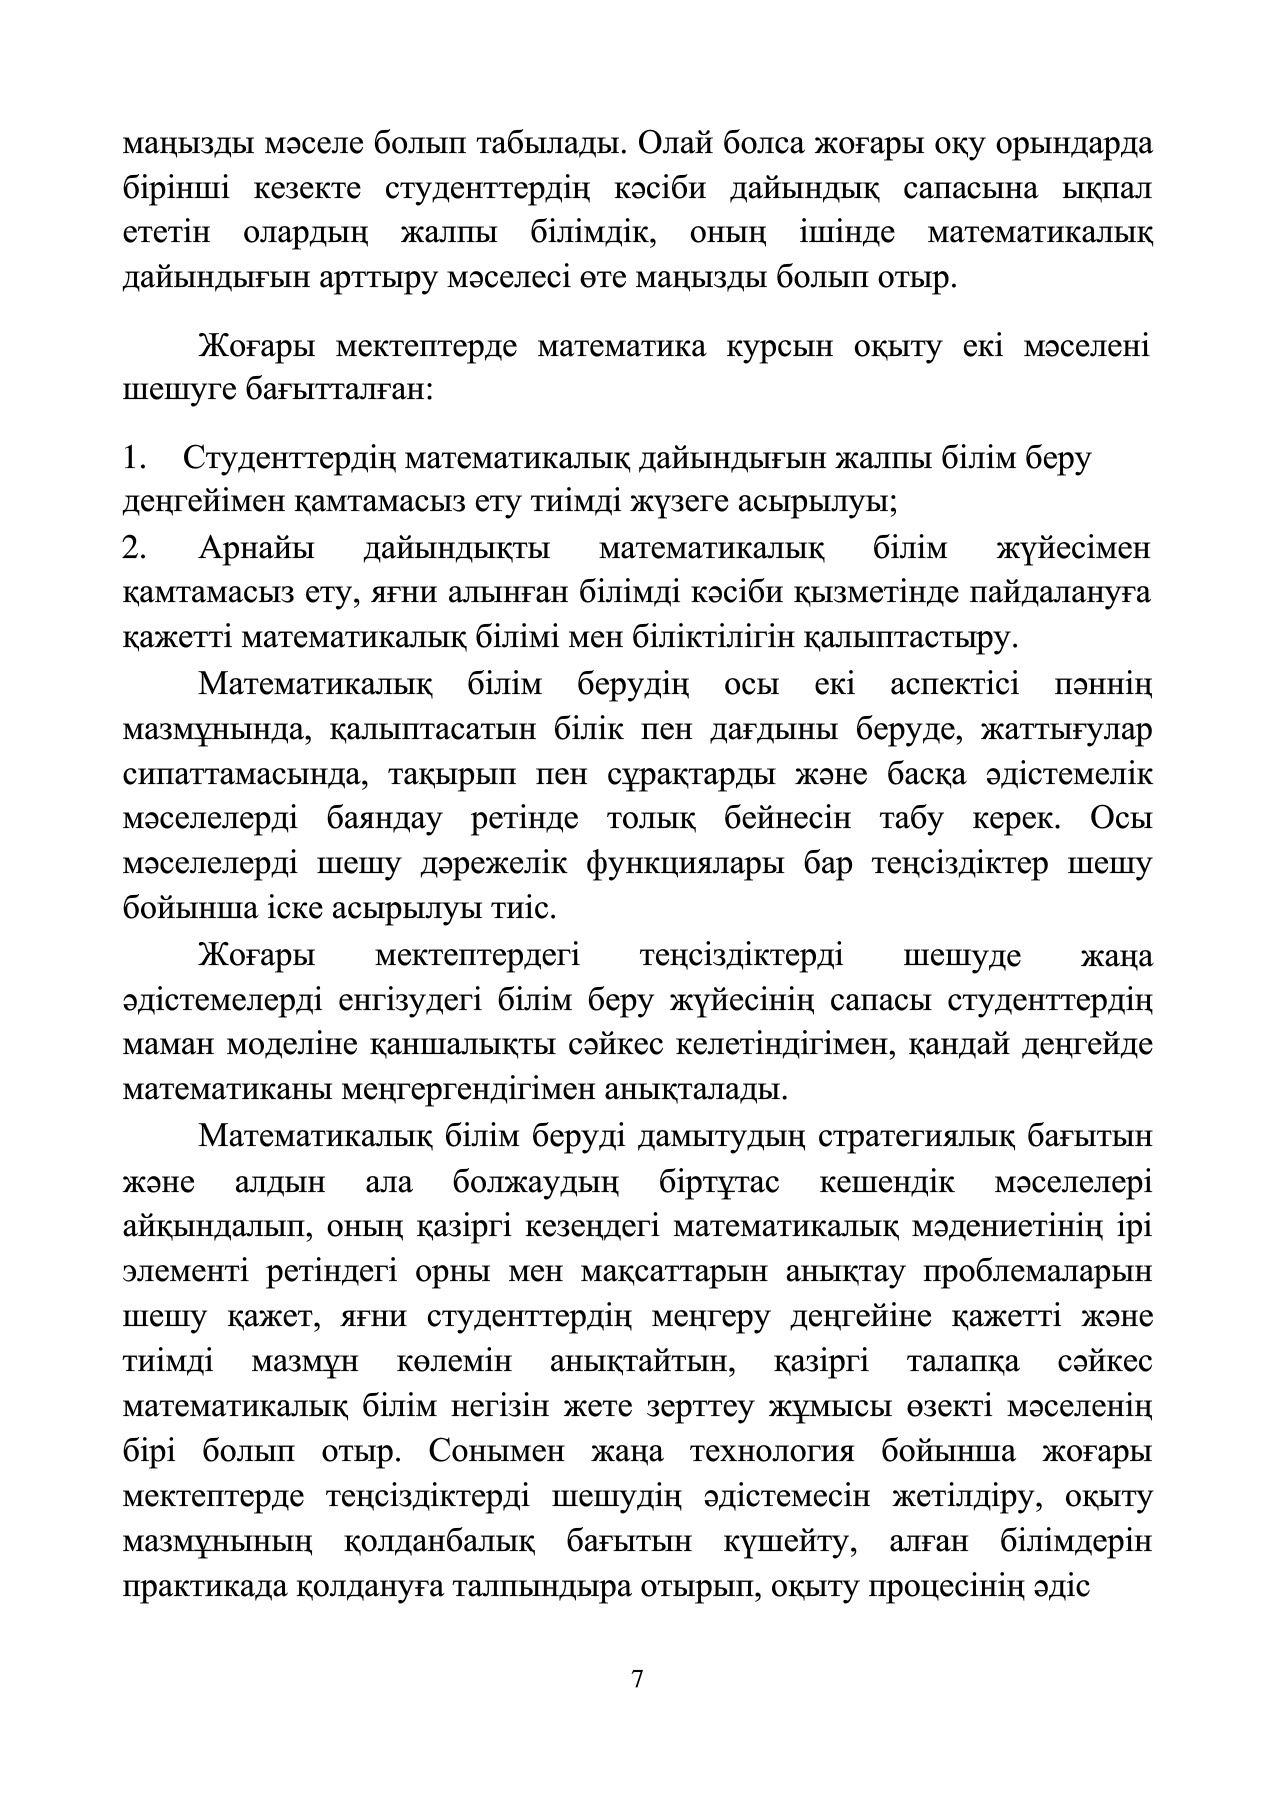 маңызды мәселе болып табылады. Олай болса жоғары оқу орындарда
бірінші кезекте студенттердің кәсіби дайындық сапасына ықпал
ететін олардың жалпы білімдік, оның ішінде математикалық
дайындығын арттыру мәселесі өте маңызды болып отыр.
Жоғары мектептерде математика курсын оқыту екі мәселені
шешуге бағытталған:
1. Студенттердің математикалық дайындығын жалпы білім беру
деңгейімен қамтамасыз ету тиімді жүзеге асырылуы;
2. Арнайы дайындықты математикалық білім жүйесімен
қамтамасыз ету, яғни алынған білімді кәсіби қызметінде пайдалануға
қажетті математикалық білімі мен біліктілігін қалыптастыру.
Математикалық білім берудің осы екі аспектісі пәннің
мазмұнында, қалыптасатын білік пен дағдыны беруде, жаттығулар
сипаттамасында, тақырып пен сұрақтарды және басқа әдістемелік
мәселелерді баяндау ретінде толық бейнесін табу керек. Осы
мәселелерді шешу дәрежелік функциялары бар теңсіздіктер шешу
бойынша іске асырылуы тиіс.
Жоғары мектептердегі теңсіздіктерді шешуде жаңа
әдістемелерді енгізудегі білім беру жүйесінің сапасы студенттердің
маман моделіне қаншалықты сәйкес келетіндігімен, қандай деңгейде
математиканы меңгергендігімен анықталады.
Математикалық білім беруді дамытудың стратегиялық бағытын
және алдын ала болжаудың біртұтас кешендік мәселелері
айқындалып, оның қазіргі кезеңдегі математикалық мәдениетінің ірі
элементі ретіндегі орны мен мақсаттарын анықтау проблемаларын
шешу қажет, яғни студенттердің меңгеру деңгейіне қажетті және
тиімді мазмұн көлемін анықтайтын, қазіргі талапқа сәйкес
математикалық білім негізін жете зерттеу жұмысы өзекті мәселенің
бірі болып отыр. Сонымен жаңа технология бойынша жоғары
мектептерде теңсіздіктерді шешудің әдістемесін жетілдіру, оқыту
мазмұнының қолданбалық бағытын күшейту, алған білімдерін
практикада қолдануға талпындыра отырып, оқыту процесінің әдіс
7